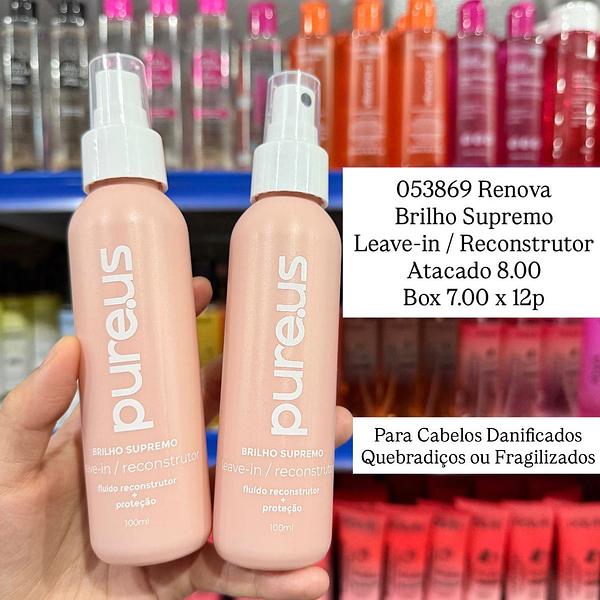 053869 Renova
Brilho Supremo
Leave-in / Reconstrutor
Atacado 8.00
Box 7.00 x 12p
Para Cabelos Danificados
Quebradiços ou Fragilizados
pure.us
BRILHO SUPREMO
leave-in / reconstrutor
fluído reconstrutor
+
proteção
100ml
pure.us
BRILHO SUPREMO
leave-in / reconstrutor
fluído reconstrutor
+
proteção
100ml